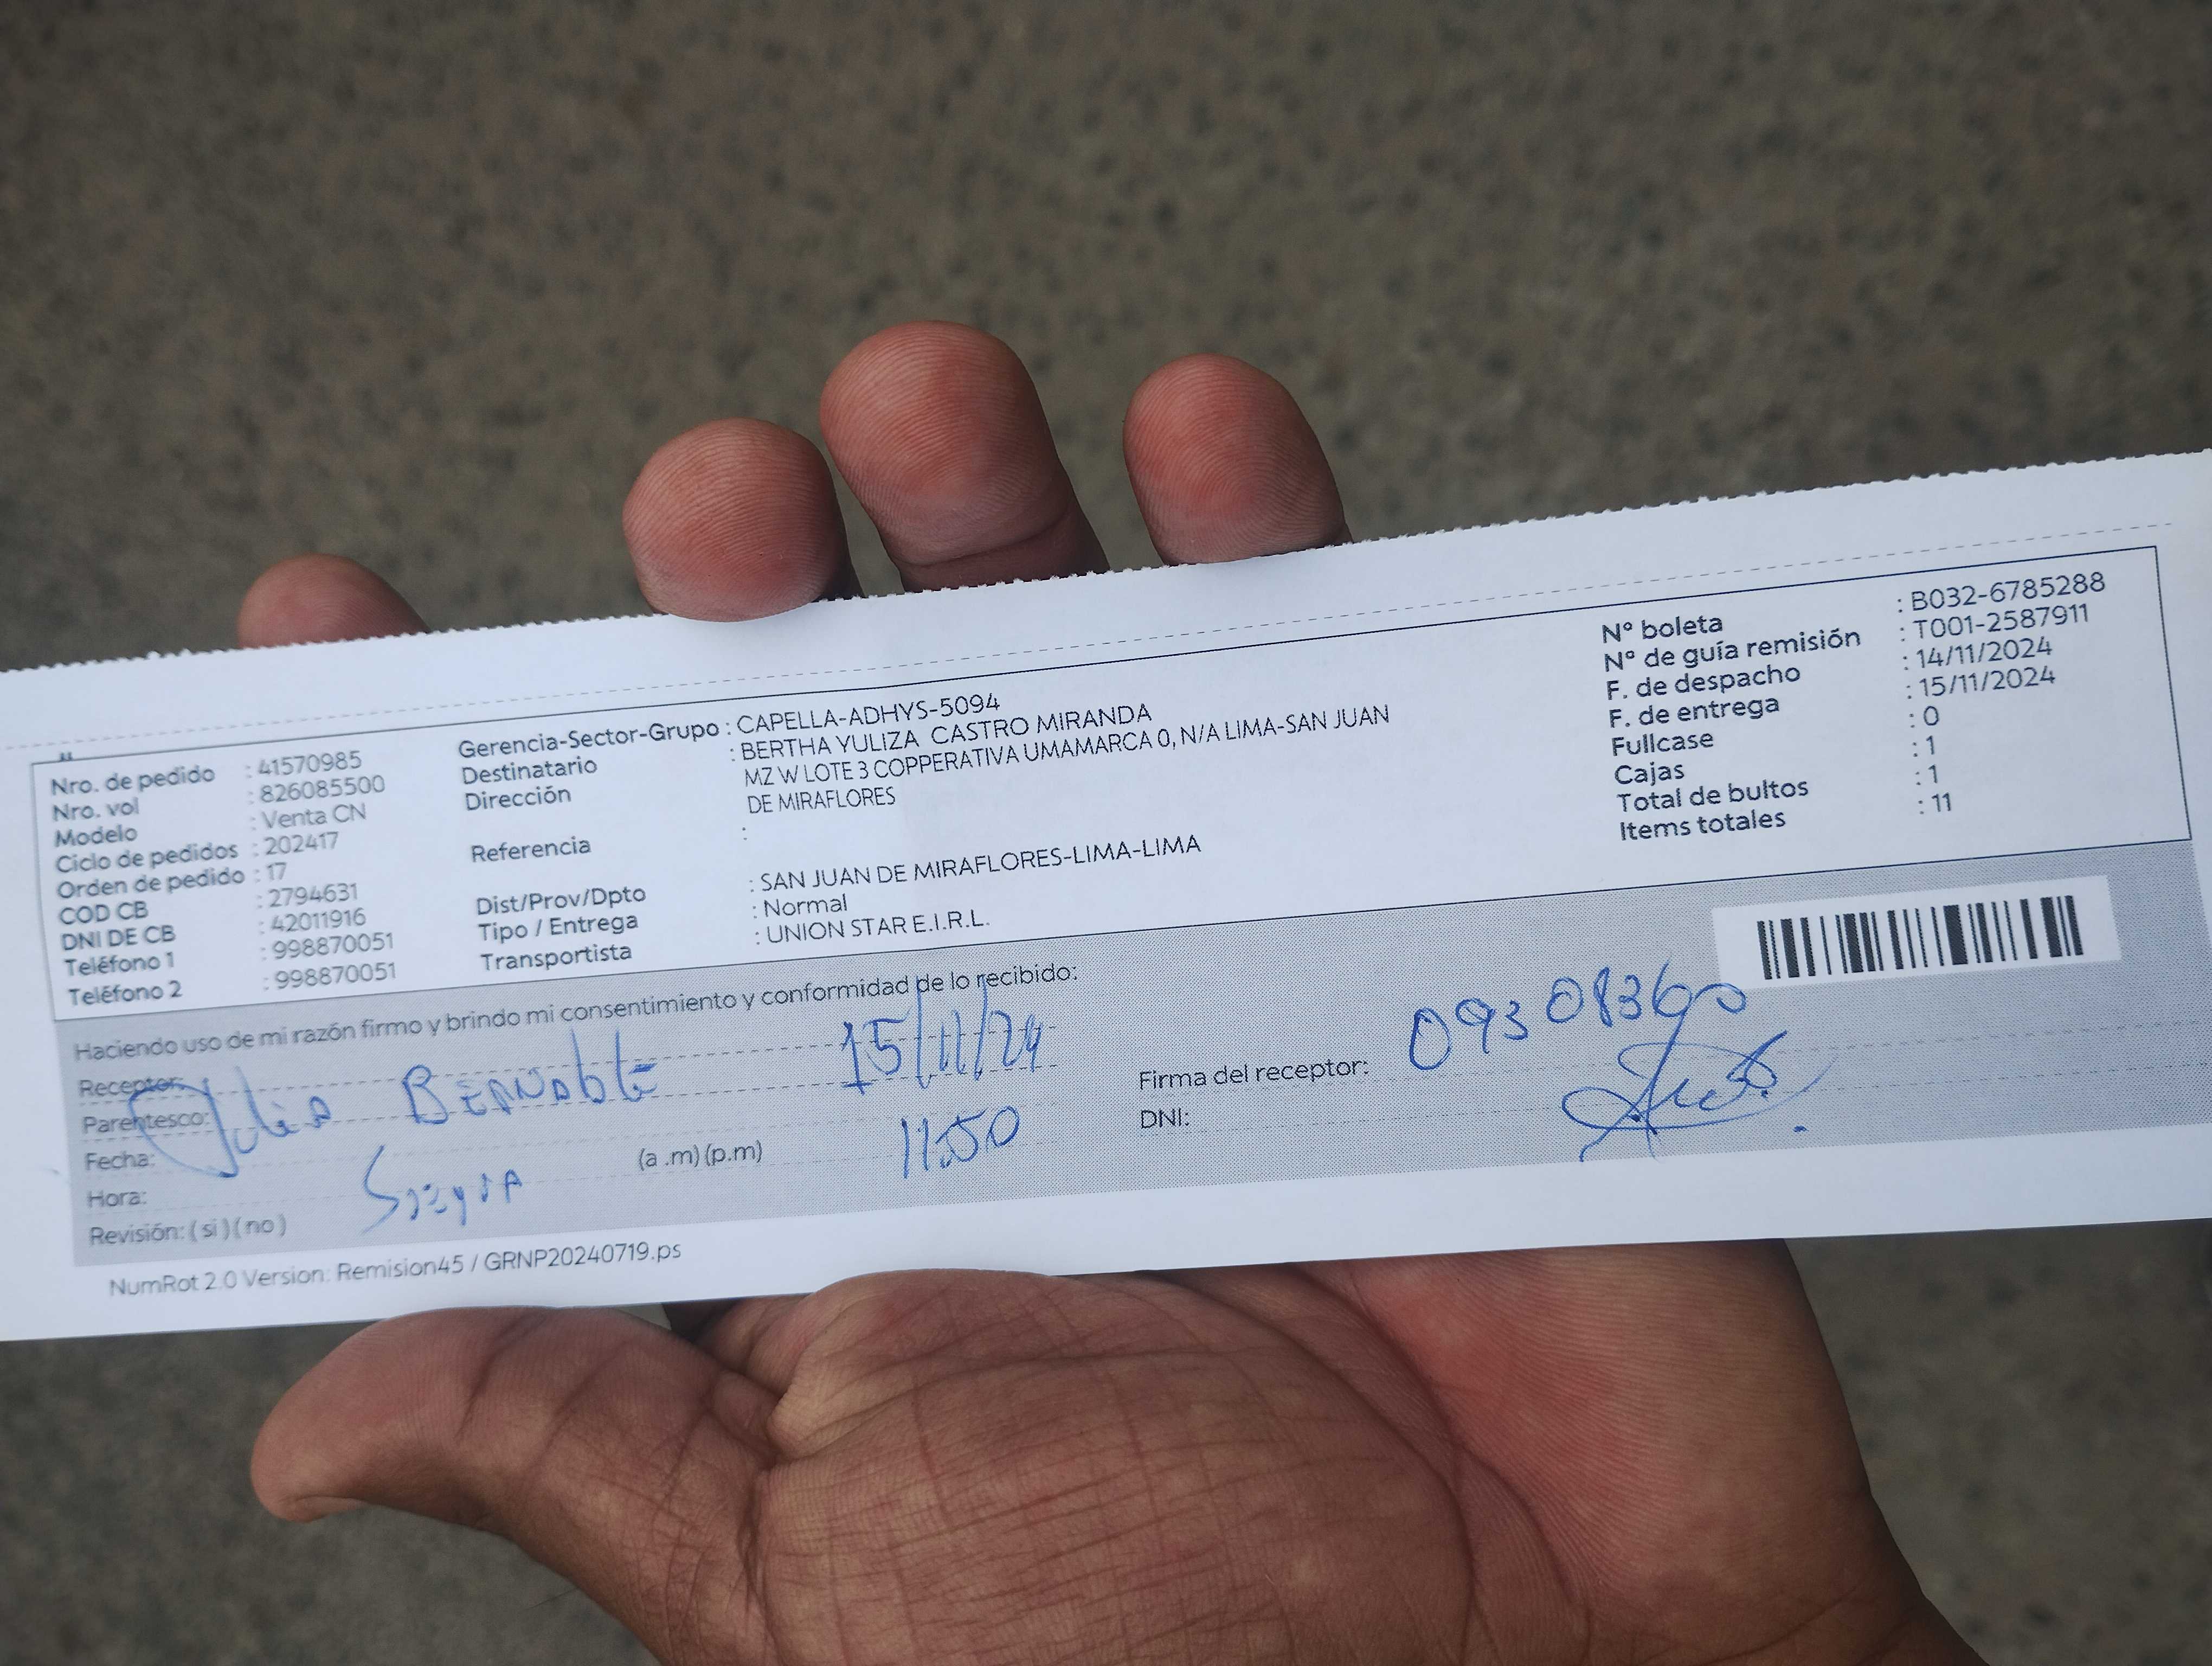 Nro. de pedido : 41570985
Nro. vol : 826085500
Modelo : Venta CN
Ciclo de pedidos : 202417
Orden de pedido : 17
COD CB : 2794631
DNI DE CB : 42011916
Teléfono 1 : 998870051
Teléfono 2 : 998870051
Gerencia-Sector-Grupo : CAPELLA-ADHYS-5094
Destinatario : BERTHA YULIZA CASTRO MIRANDA
Dirección MZ W LOTE 3 COPPERATIVA UMAMARCA 0, N/A LIMA-SAN JUAN
DE MIRAFLORES
Referencia :
Dist/Prov/Dpto : SAN JUAN DE MIRAFLORES-LIMA-LIMA
Tipo / Entrega : Normal
Transportista : UNION STAR E.I.R.L.
N° boleta : B032-6785288
N° de guía remisión : T001-2587911
F. de despacho : 14/11/2024
F. de entrega : 15/11/2024
Fullcase : 0
Cajas : 1
Total de bultos : 1
Items totales : 11
Haciendo uso de mi razón firmo y brindo mi consentimiento y conformidad de lo recibido:
Receptor:
Parentesco: Julia BERNABLE 15/11/24
Fecha:
Hora: (a .m) (p.m) 11:50
Revisión: ( si ) ( no )
Firma del receptor: 09308360
DNI:
NumRot 2.0 Version: Remision45 / GRNP20240719.ps